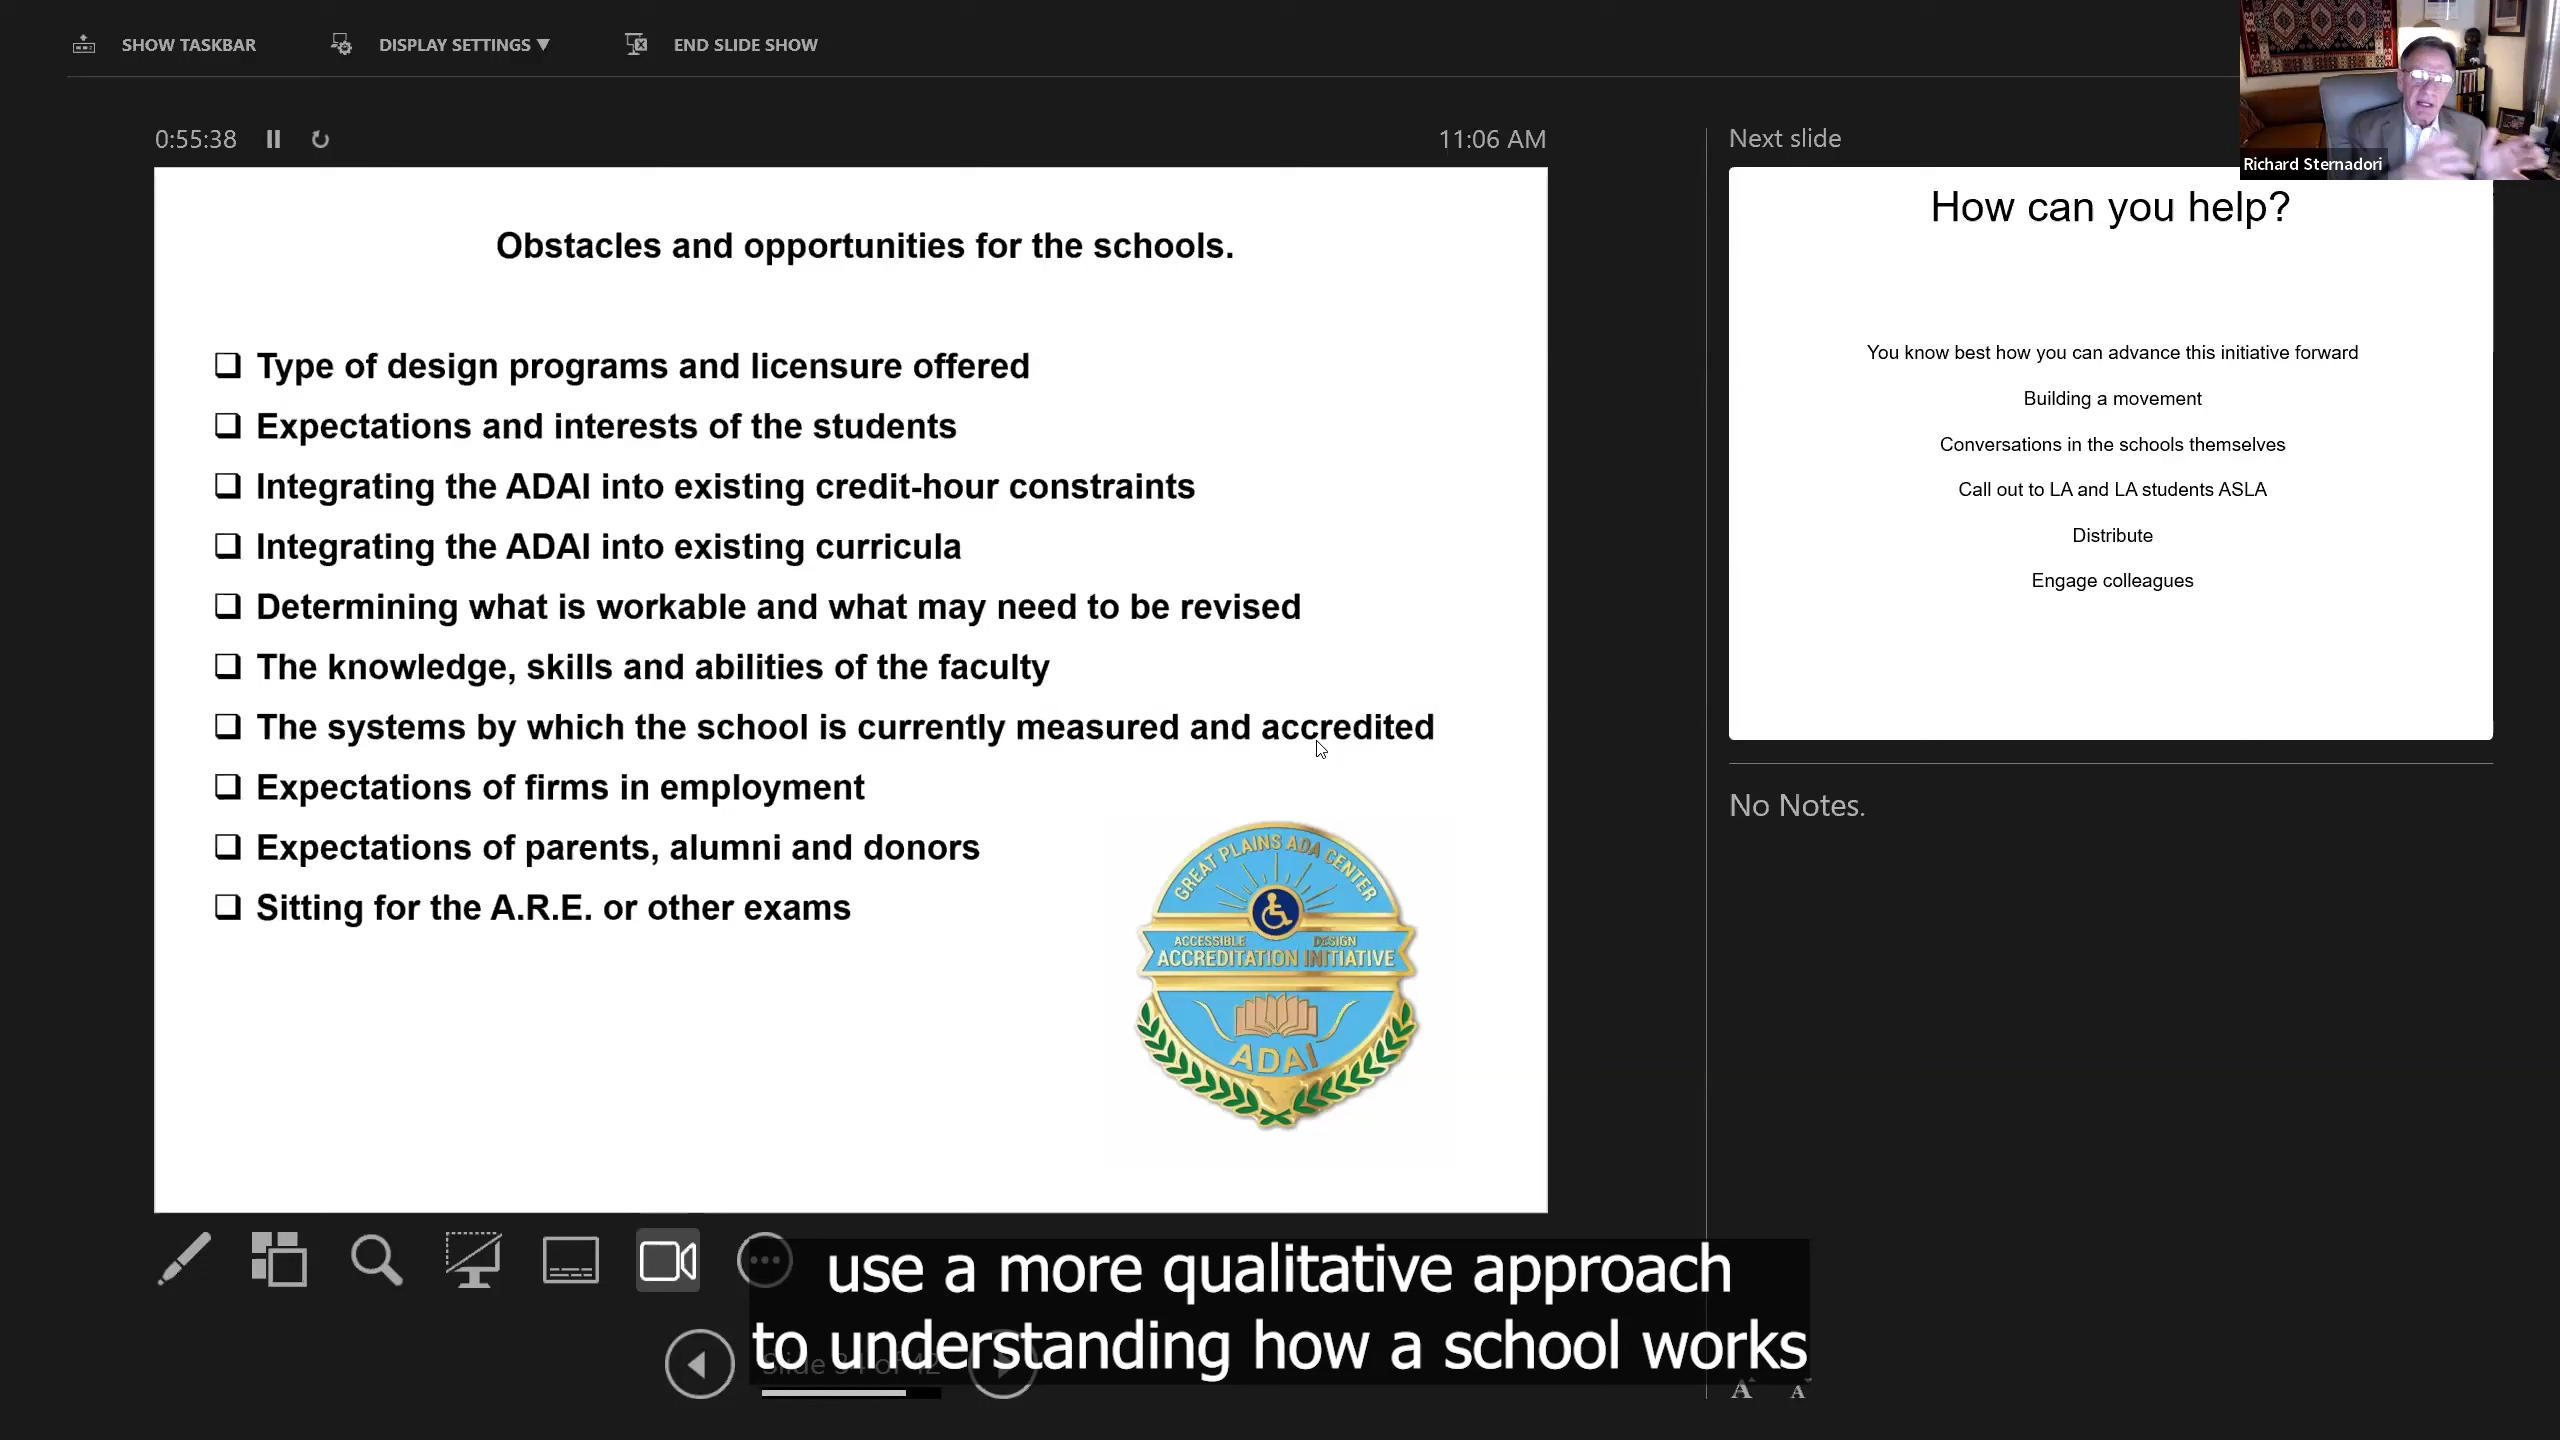 SHOW TASKBAR
DISPLAY SETTINGS ▼
END SLIDE SHOW
Richard Sternadori
0:55:38
11:06 AM
Obstacles and opportunities for the schools.
Type of design programs and licensure offered
Expectations and interests of the students
Integrating the ADAI into existing credit-hour constraints
Integrating the ADAI into existing curricula
Determining what is workable and what may need to be revised
The knowledge, skills and abilities of the faculty
The systems by which the school is currently measured and accredited
Expectations of firms in employment
Expectations of parents, alumni and donors
Sitting for the A.R.E. or other exams
GREAT PLAINS ADA CENTER
ACCESSIBLE DESIGN
ACCREDITATION INITIATIVE
ADAI
Next slide
How can you help?
You know best how you can advance this initiative forward
Building a movement
Conversations in the schools themselves
Call out to LA and LA students ASLA
Distribute
Engage colleagues
No Notes.
use a more qualitative approach
to understanding how a school works
Slide 34 of 42
A A